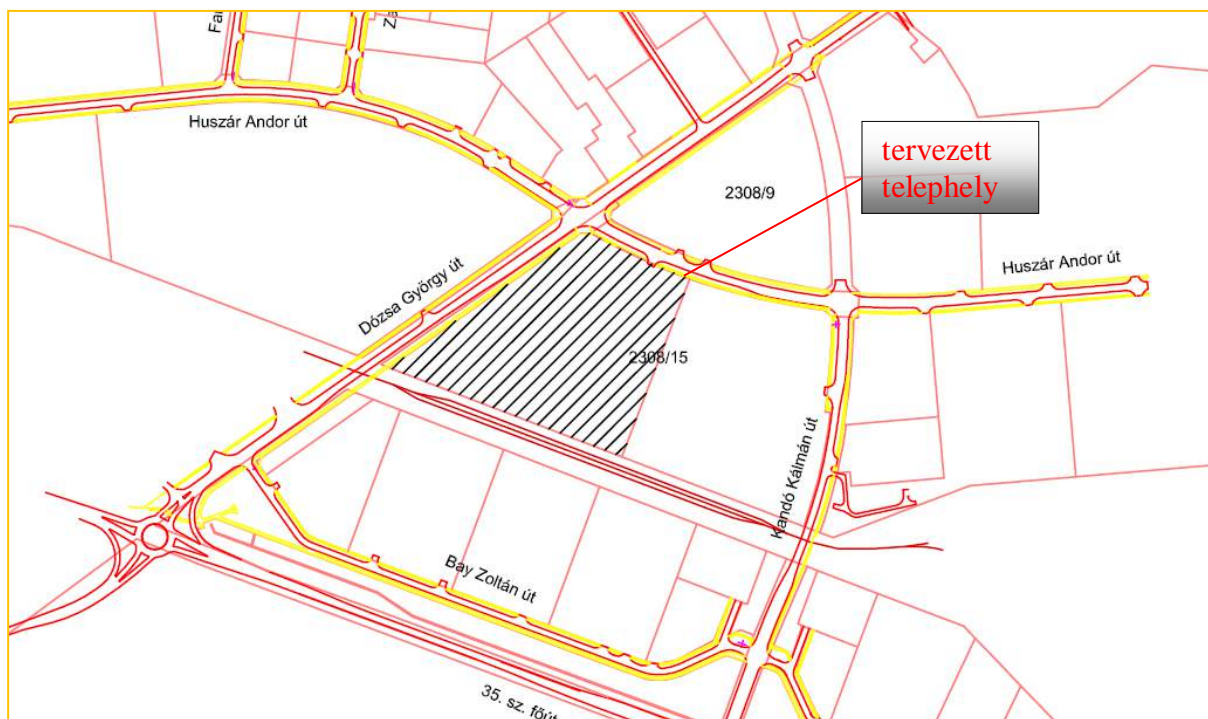 Huszár Andor út
tervezett
telephely
2308/9
Huszár Andor út
Dózsa György út
2308/15
Kandó Kálmán út
Bay Zoltán út
35. sz. főút